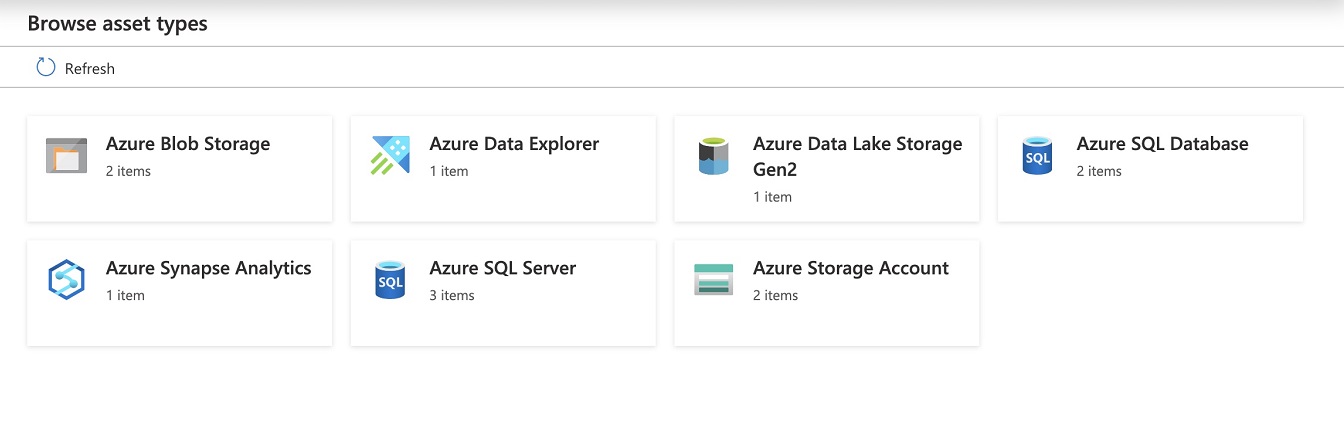 Browse asset types
Refresh
Azure Blob Storage
2 items
Azure Data Explorer
1 item
Azure Data Lake Storage
Gen2
1 item
SQL
Azure SQL Database
2 items
Azure Synapse Analytics
1 item
SQL
Azure SQL Server
3 items
Azure Storage Account
2 items